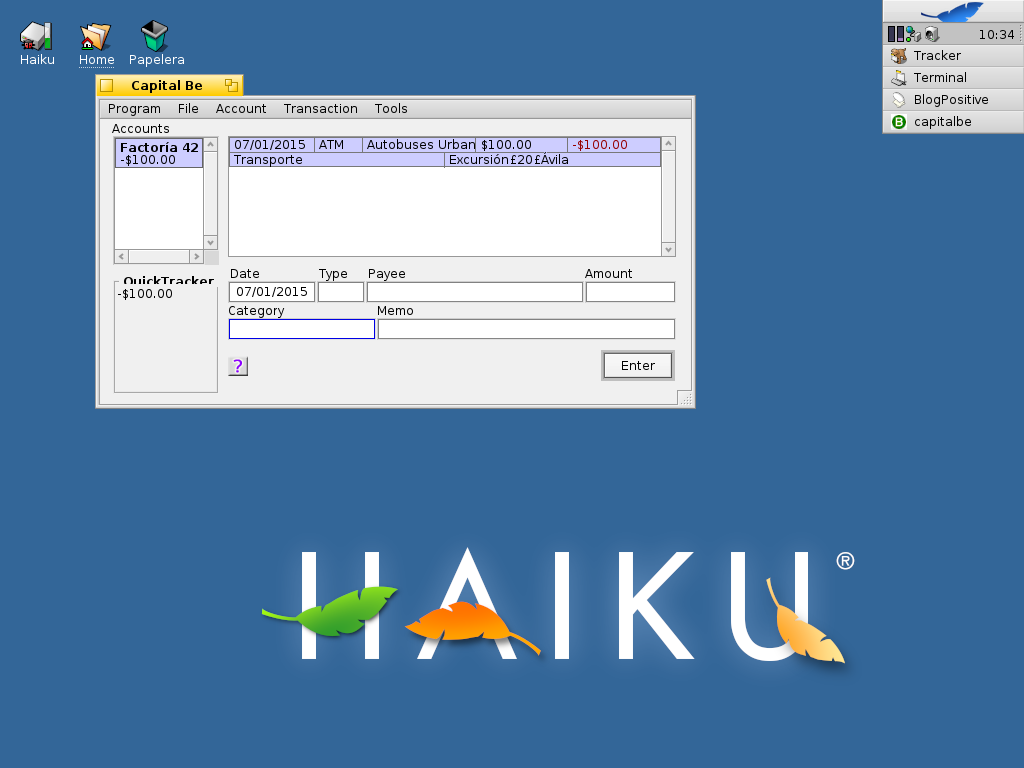 Haiku
Home
Papelera
10:34
Tracker
Terminal
BlogPositive
capitalbe
Capital Be
Program File Account Transaction Tools
Accounts
Factoría 42
-$100.00
07/01/2015 ATM Autobuses Urban $100.00 -$100.00
Transporte Excursión£20£Ávila
QuickTracker
-$100.00
Date Type Payee Amount
07/01/2015
Category Memo
?
Enter
HAIKU®